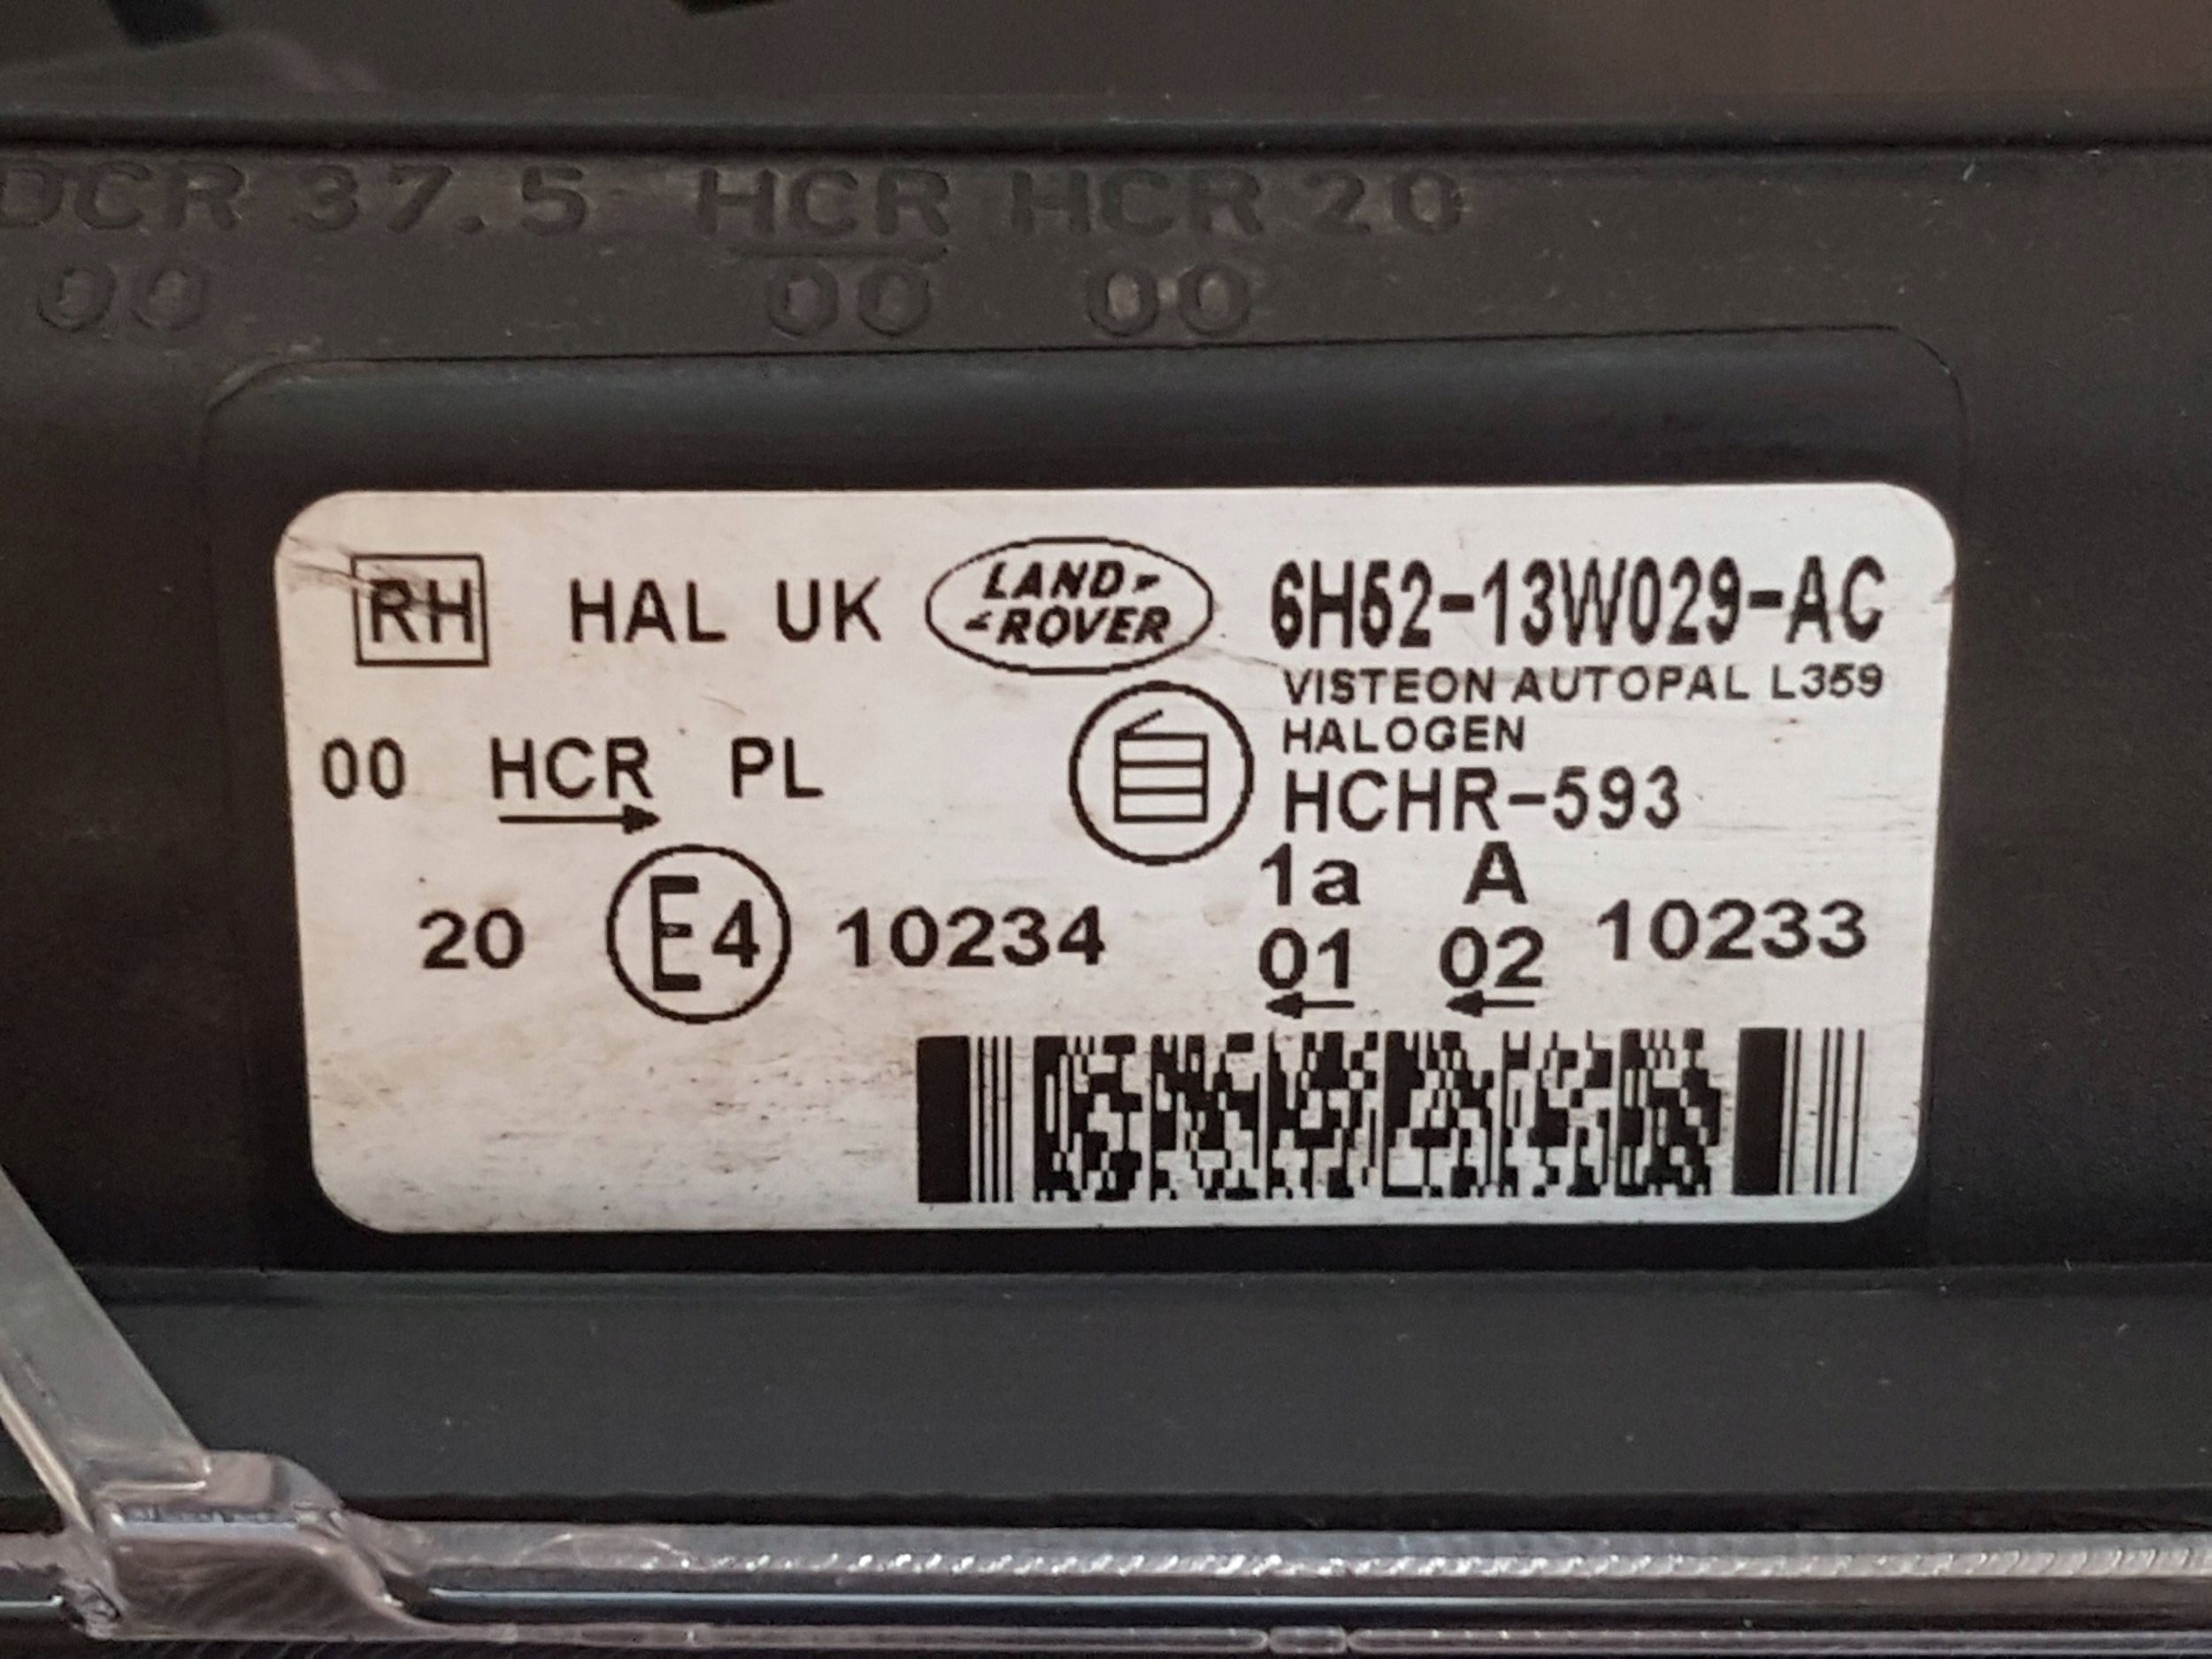 DCR 37.5 HCR HCR 20
00 00 00
RH HAL UK LAND ROVER 6H52-13W029-AC
VISTEON AUTOPAL L359
HALOGEN
00 HCR PL HCHR-593
1a A
20 E4 10234 01 02 10233